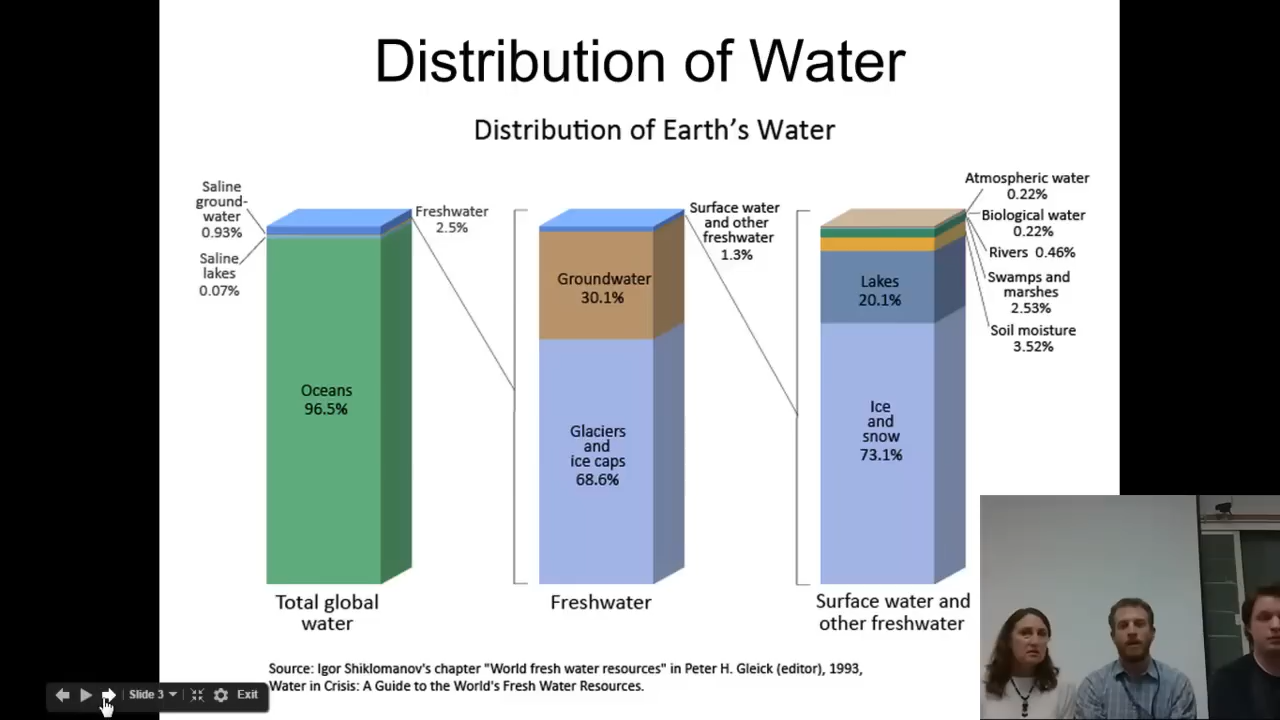 Distribution of Water
Distribution of Earth's Water
Saline
ground-
water
0.93%
Saline
lakes
0.07%
Freshwater
2.5%
Oceans
96.5%
Total global
water
Surface water
and other
freshwater
1.3%
Groundwater
30.1%
Glaciers
and
ice caps
68.6%
Freshwater
Atmospheric water
0.22%
Biological water
0.22%
Rivers 0.46%
Swamps and
marshes
2.53%
Soil moisture
3.52%
Lakes
20.1%
Ice
and
snow
73.1%
Surface water and
other freshwater
Source: Igor Shiklomanov's chapter "World fresh water resources" in Peter H. Gleick (editor), 1993,
Water in Crisis: A Guide to the World's Fresh Water Resources.
Slide 3
Exit